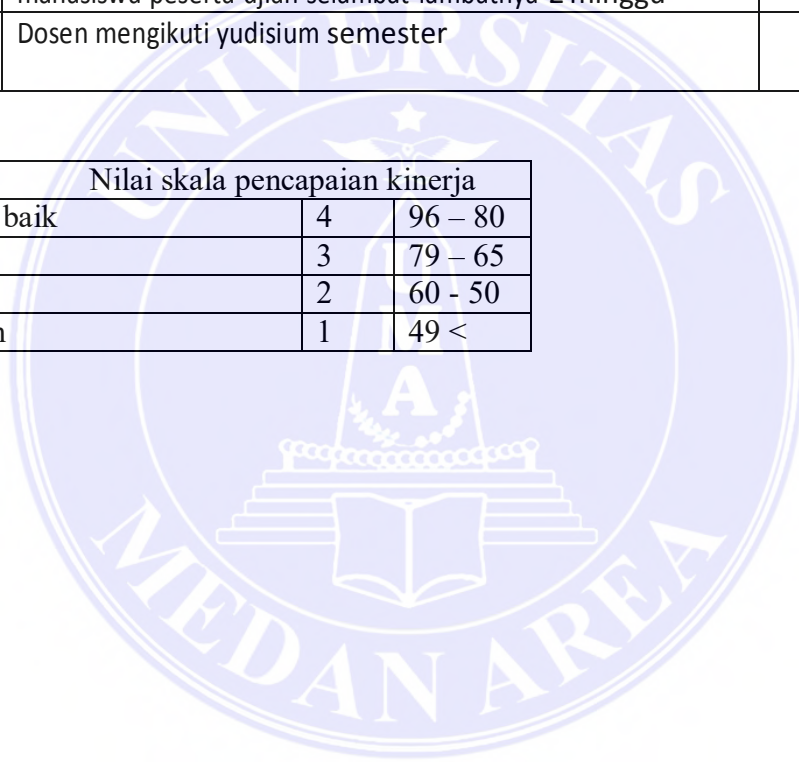 mahasiswa peserta ujian selambat-lambatnya 2 minggu
Dosen mengikuti yudisium semester
Nilai skala pencapaian kinerja
baik 4 96 – 80
3 79 – 65
2 60 - 50
1 49 <
UNIVERSITAS
UMA
MEDAN AREA